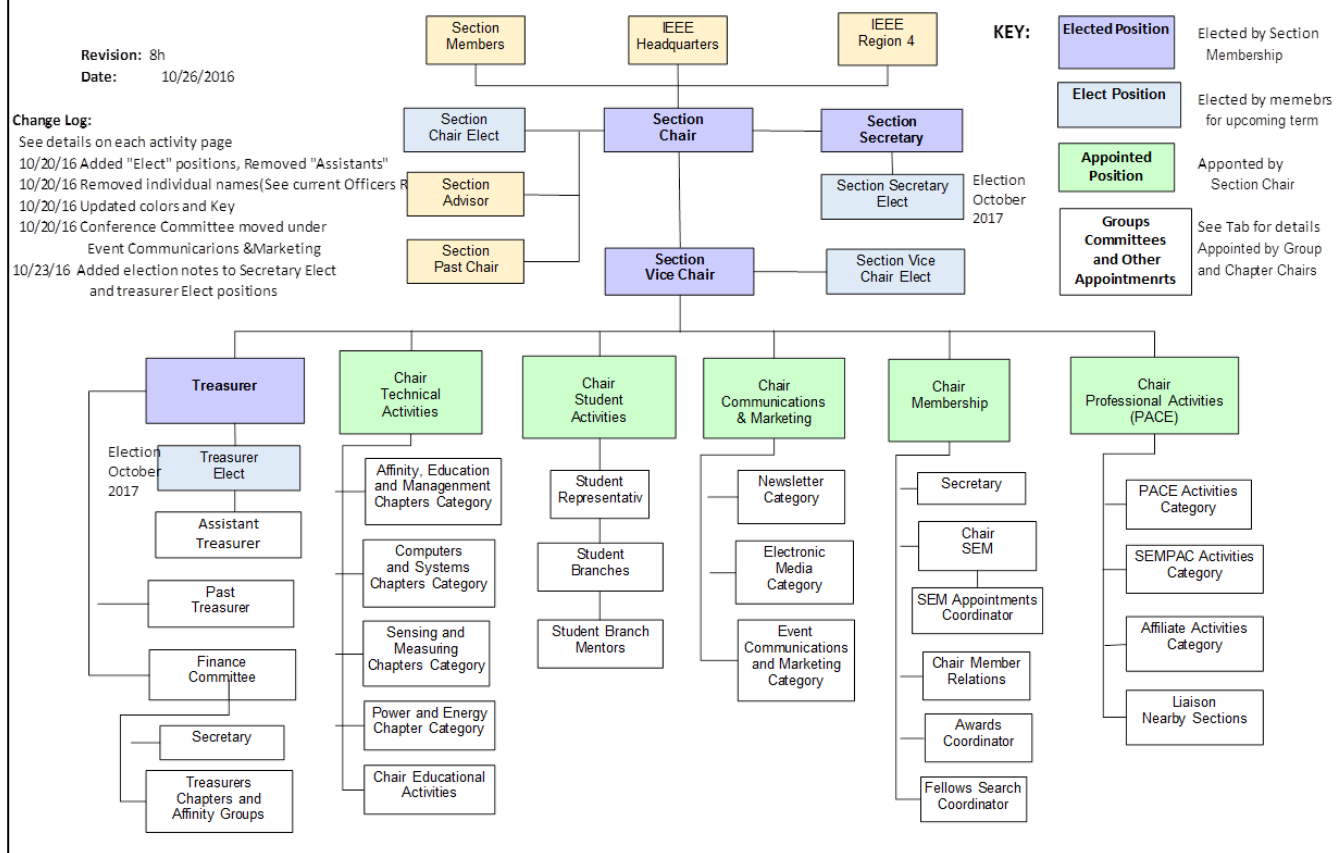 Section
Members
IEEE
Headquarters
IEEE
Region 4
KEY:
Elected Position
Elected by Section
Membership
Revision: 8h
Date: 10/26/2016
Elect Position
Elected by memebrs
for upcoming term
Appointed
Position
Apponted by
Section Chair
Groups
Committees
and Other
Appointmenrts
See Tab for details
Appointed by Group
and Chapter Chairs
Change Log:
See details on each activity page
10/20/16 Added "Elect" positions, Removed "Assistants"
10/20/16 Removed individual names(See current Officers R
10/20/16 Updated colors and Key
10/20/16 Conference Committee moved under
Event Communicarions &Marketing
10/23/16 Added election notes to Secretary Elect
and treasurer Elect positions
Section
Chair Elect
Section
Chair
Section
Secretary
Section
Advisor
Section Secretary
Elect
Election
October
2017
Section
Past Chair
Section
Vice Chair
Section Vice
Chair Elect
Treasurer
Chair
Technical
Activities
Chair
Student
Activities
Chair
Communications
& Marketing
Chair
Membership
Chair
Professional Activities
(PACE)
Election
October
2017
Treasurer
Elect
Assistant
Treasurer
Past
Treasurer
Finance
Committee
Secretary
Treasurers
Chapters and
Affinity Groups
Affinity, Education
and Management
Chapters Category
Computers
and Systems
Chapters Category
Sensing and
Measuring
Chapters Category
Power and Energy
Chapter Category
Chair Educational
Activities
Student
Representativ
Student
Branches
Student Branch
Mentors
Newsletter
Category
Electronic
Media
Category
Event
Communications
and Marketing
Category
Secretary
Chair
SEM
SEM Appointments
Coordinator
Chair Member
Relations
Awards
Coordinator
Fellows Search
Coordinator
PACE Activities
Category
SEMPAC Activities
Category
Affiliate Activities
Category
Liaison
Nearby Sections